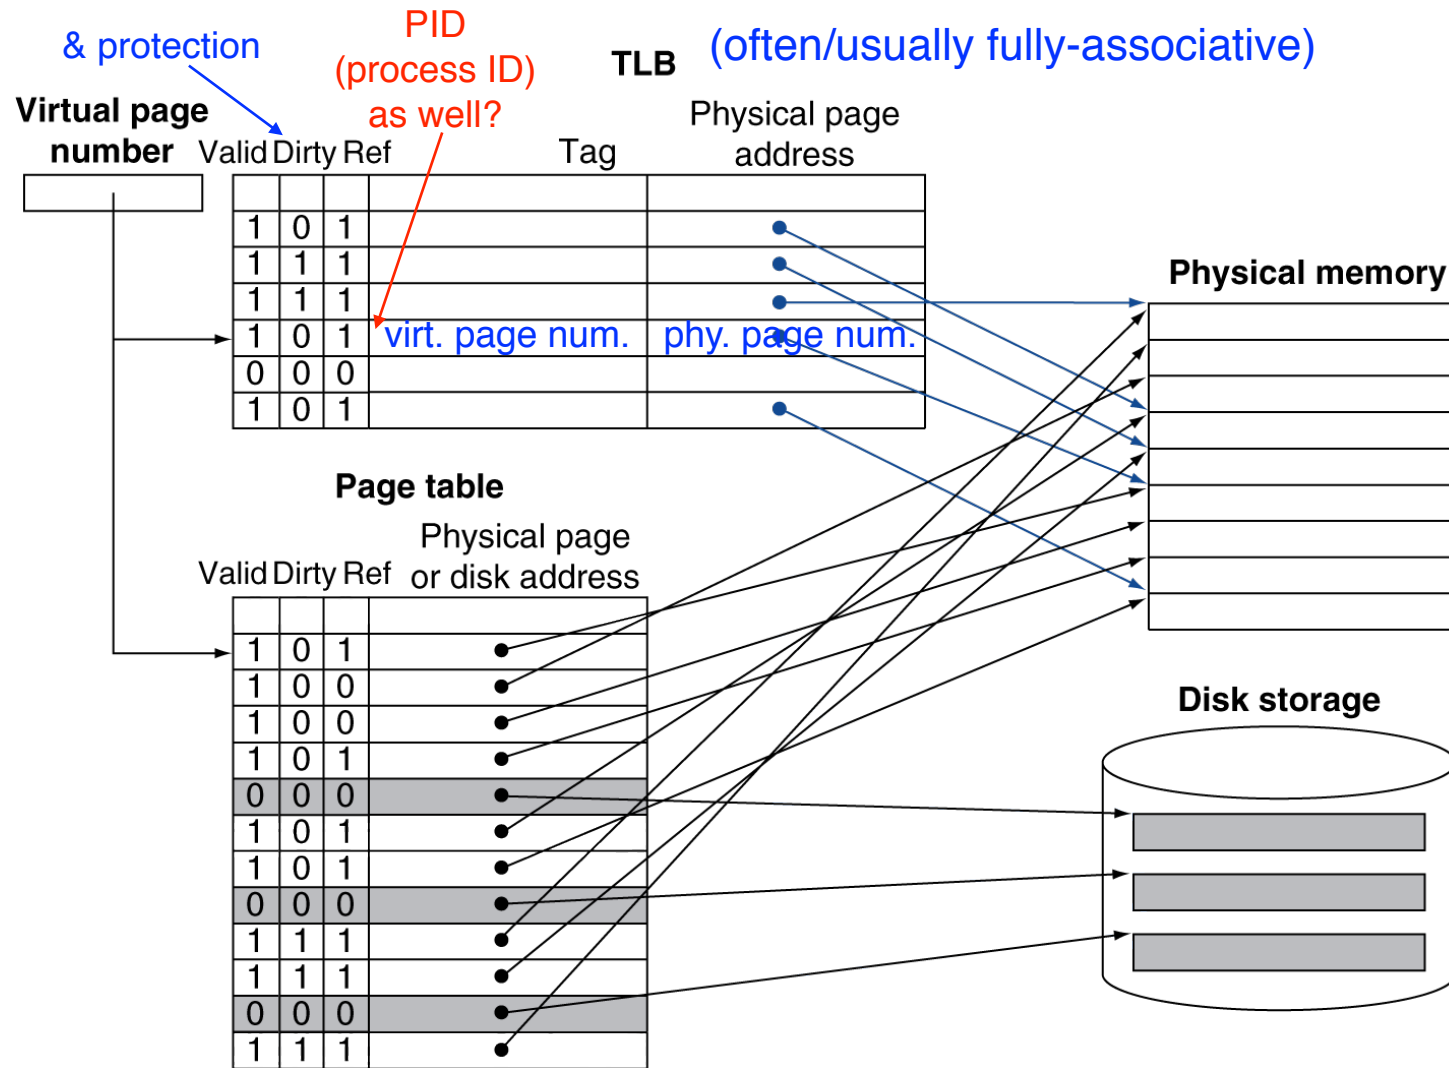 & protection
PID
(process ID)
as well?
TLB
(often/usually fully-associative)
Virtual page
number
Valid Dirty Ref
Tag
Physical page
address
1 0 1
1 1 1
1 1 1
1 0 1 virt. page num. phy. page num.
0 0 0
1 0 1
Physical memory
Page table
Physical page
or disk address
Valid Dirty Ref
1 0 1
1 0 0
1 0 0
1 0 1
0 0 0
1 0 1
1 0 1
0 0 0
1 1 1
1 1 1
0 0 0
1 1 1
Disk storage